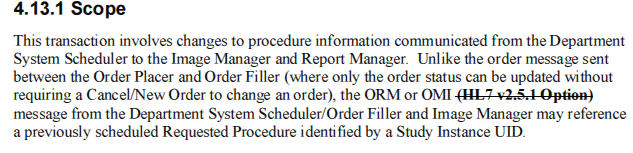 4.13.1 Scope
This transaction involves changes to procedure information communicated from the Department
System Scheduler to the Image Manager and Report Manager.  Unlike the order message sent
between the Order Placer and Order Filler (where only the order status can be updated without
requiring a Cancel/New Order to change an order), the ORM or OMI (HL7 v2.5.1 Option)
message from the Department System Scheduler/Order Filler and Image Manager may reference
a previously scheduled Requested Procedure identified by a Study Instance UID.